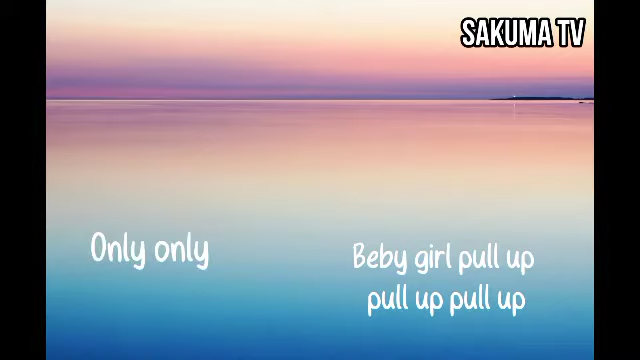 SAKUMA TV
Only only
Beby girl pull up
pull up pull up